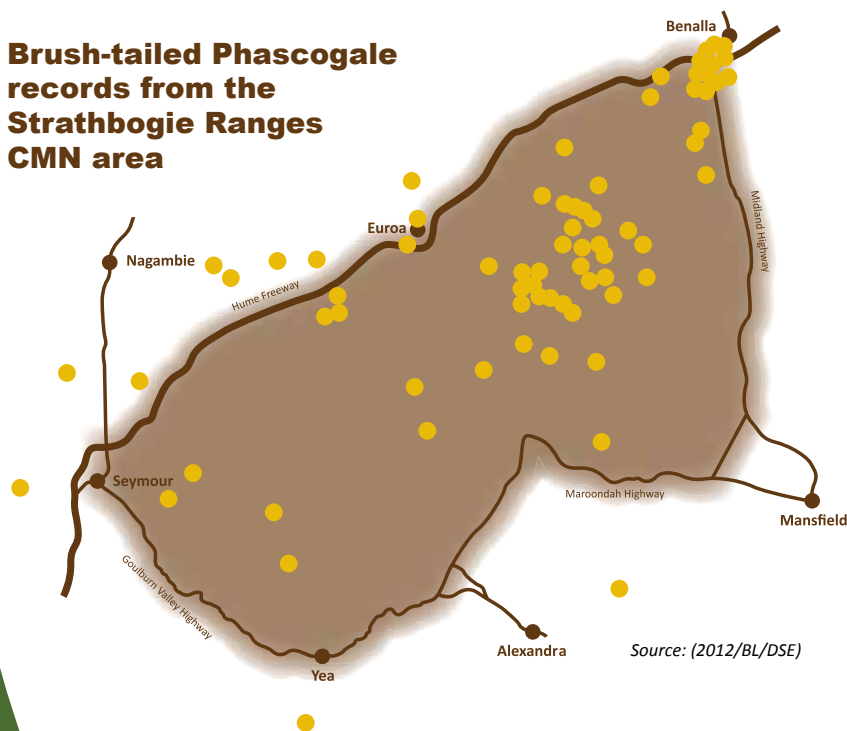 Brush-tailed Phascogale
records from the
Strathbogie Ranges
CMN area
Benalla
Euroa
Nagambie
Midland Highway
Hume Freeway
Seymour
Maroondah Highway
Mansfield
Goulburn Valley Highway
Alexandra
Source: (2012/BL/DSE)
Yea